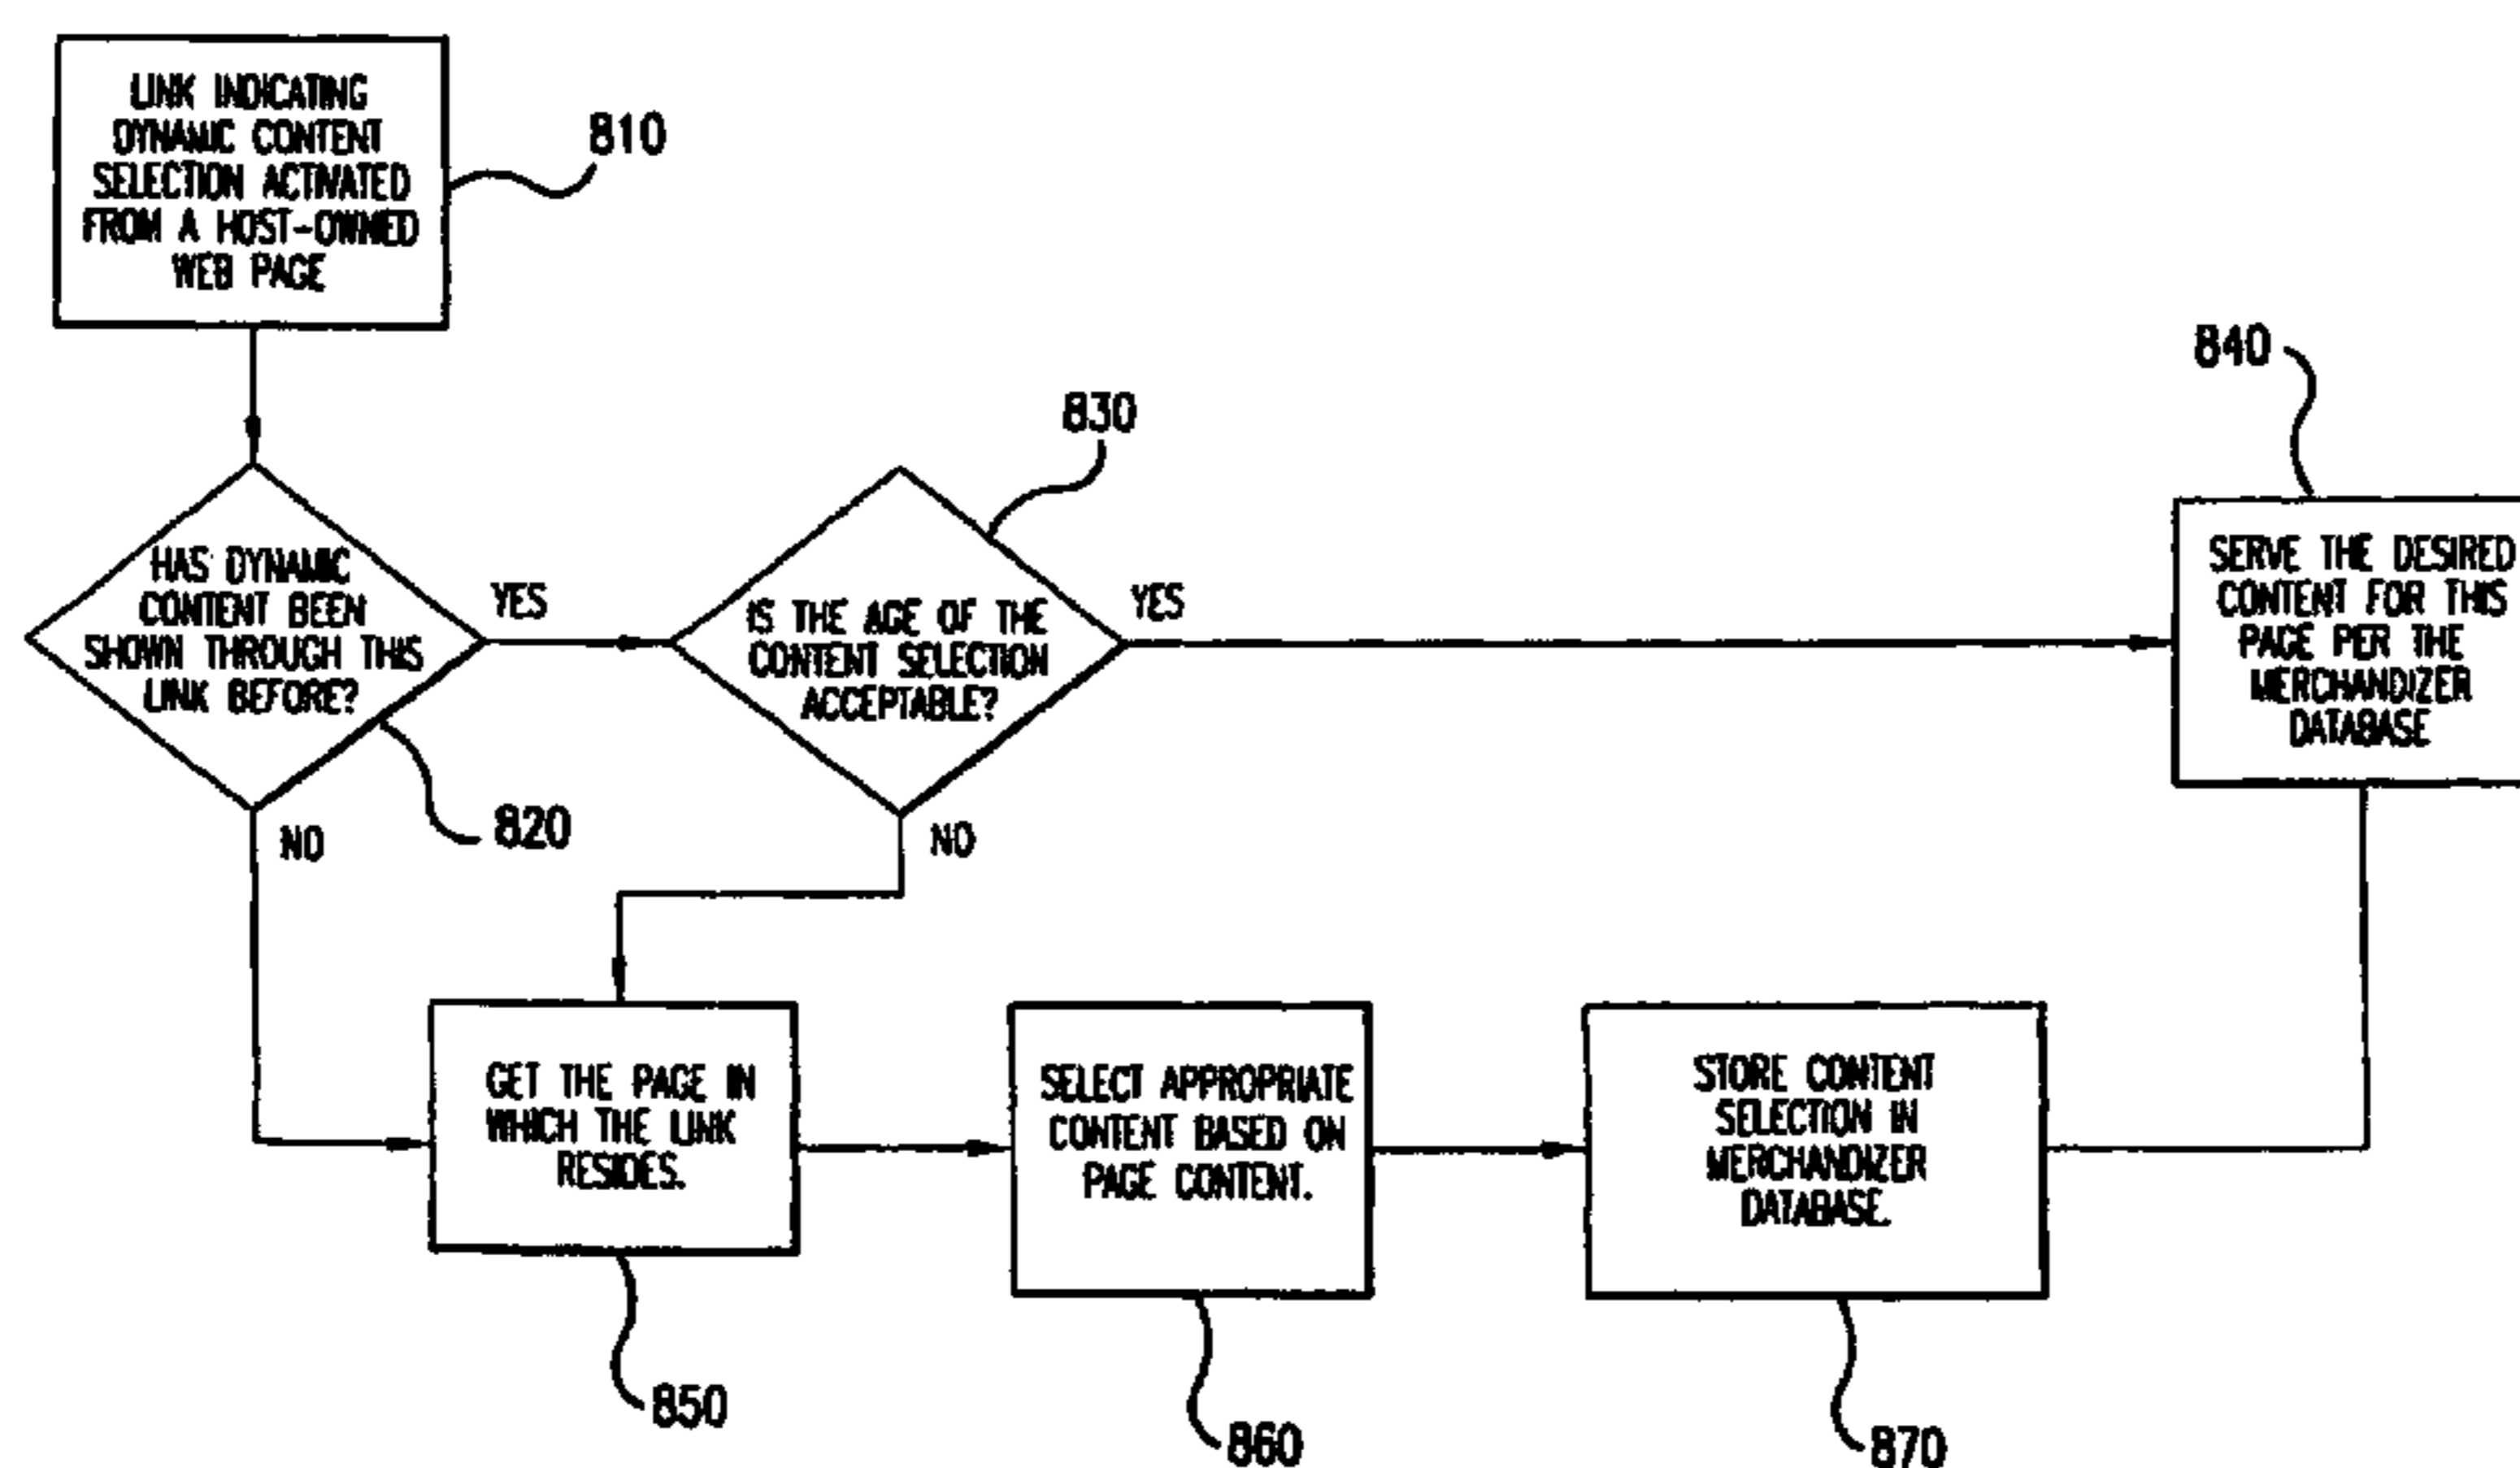 LINK INDICATING
DYNAMIC CONTENT
SELECTION ACTIVATED
FROM A HOST-OWNED
WEB PAGE
810
HAS DYNAMIC
CONTENT BEEN
SHOWN THROUGH THIS
LINK BEFORE?
820
YES
NO
830
IS THE AGE OF THE
CONTENT SELECTION
ACCEPTABLE?
YES
NO
840
SERVE THE DESIRED
CONTENT FOR THIS
PAGE PER THE
MERCHANDIZER
DATABASE
GET THE PAGE IN
WHICH THE LINK
RESIDES.
850
SELECT APPROPRIATE
CONTENT BASED ON
PAGE CONTENT.
860
STORE CONTENT
SELECTION IN
MERCHANDIZER
DATABASE.
870